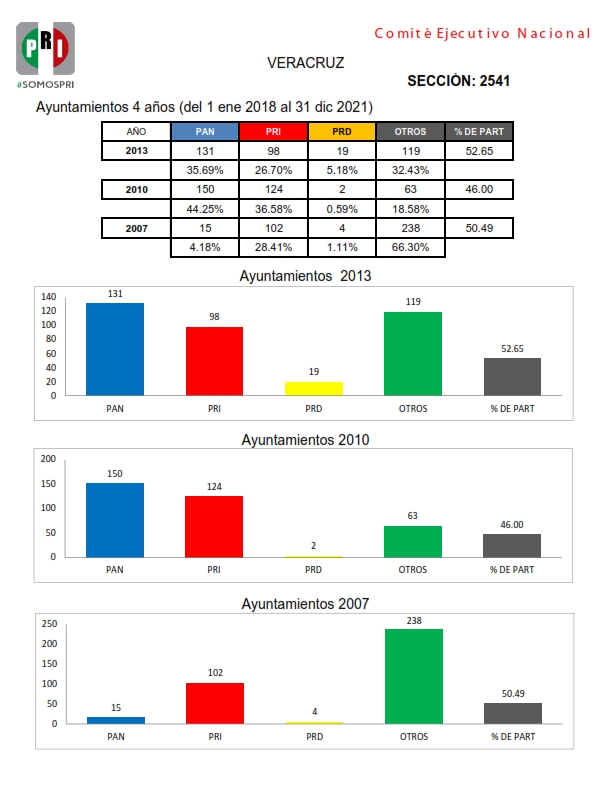 Comité Ejecutivo Nacional
PRI
#SOMOSPRI
VERACRUZ
SECCIÓN: 2541
Ayuntamientos 4 años (del 1 ene 2018 al 31 dic 2021)
AÑO PAN PRI PRD OTROS % DE PART
2013 131 98 19 119 52.65
35.69% 26.70% 5.18% 32.43%
2010 150 124 2 63 46.00
44.25% 36.58% 0.59% 18.58%
2007 15 102 4 238 50.49
4.18% 28.41% 1.11% 66.30%
Ayuntamientos 2013
140
120
100
80
60
40
20
0
131
98
19
119
52.65
PAN PRI PRD OTROS % DE PART
Ayuntamientos 2010
200
150
100
50
0
150
124
2
63
46.00
PAN PRI PRD OTROS % DE PART
Ayuntamientos 2007
250
200
150
100
50
0
15
102
4
238
50.49
PAN PRI PRD OTROS % DE PART